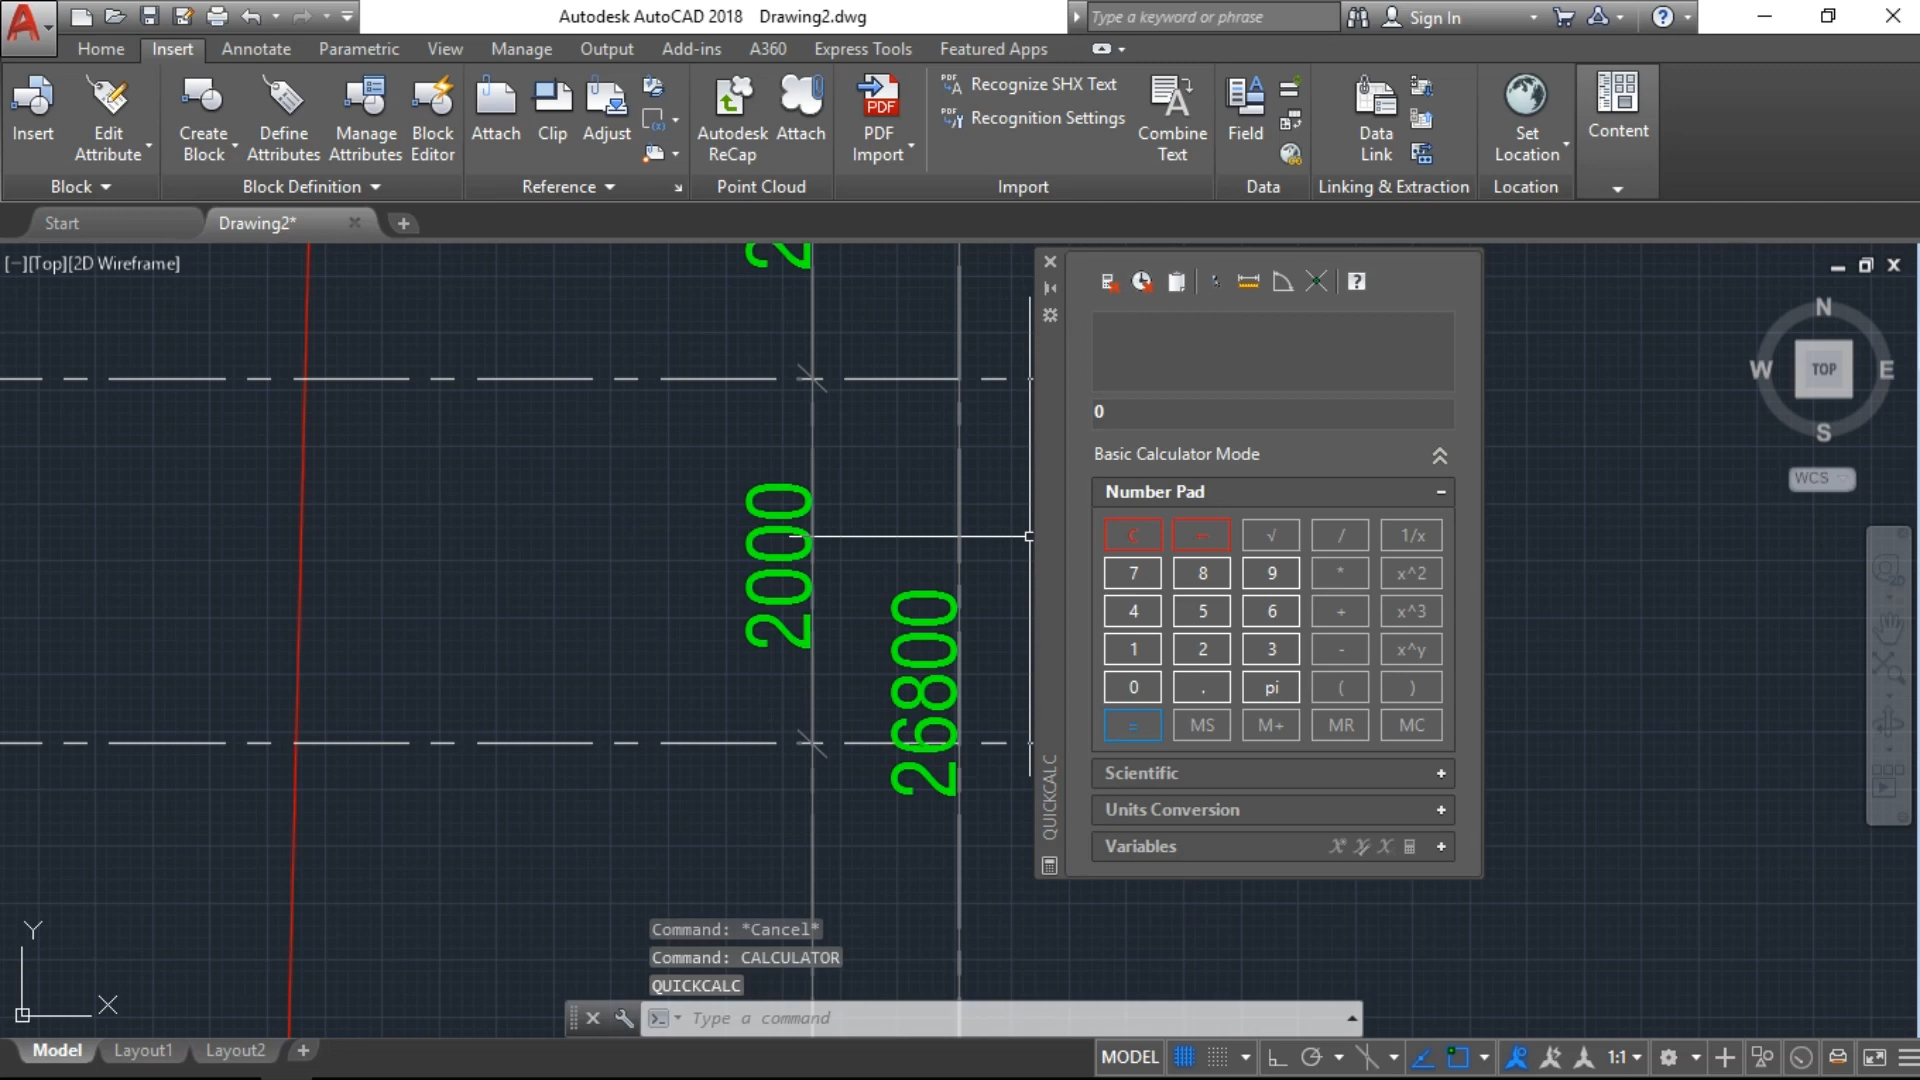 Autodesk AutoCAD 2018 Drawing2.dwg
Type a keyword or phrase
Sign In
Home Insert Annotate Parametric View Manage Output Add-ins A360 Express Tools Featured Apps
Insert
Edit Attribute
Create Block
Define Attributes
Manage Attributes
Block Editor
Attach
Clip
Adjust
Autodesk ReCap
Attach
PDF
PDF Import
Recognize SHX Text
Recognition Settings
Combine Text
Field
Data Link
Set Location
Content
Block
Block Definition
Reference
Point Cloud
Import
Data
Linking & Extraction
Location
Start
Drawing2*
[−][Top][2D Wireframe]
2
2000
26800
N
W
TOP
E
S
WCS
0
Basic Calculator Mode
Number Pad
C √ / 1/x
7 8 9 * x^2
4 5 6 + x^3
1 2 3 - x^y
0 . pi ( )
= MS M+ MR MC
Scientific
Units Conversion
Variables
QUICKCALC
Command: *Cancel*
Command: CALCULATOR
QUICKCALC
Type a command
Y
X
Model Layout1 Layout2
MODEL
1:1